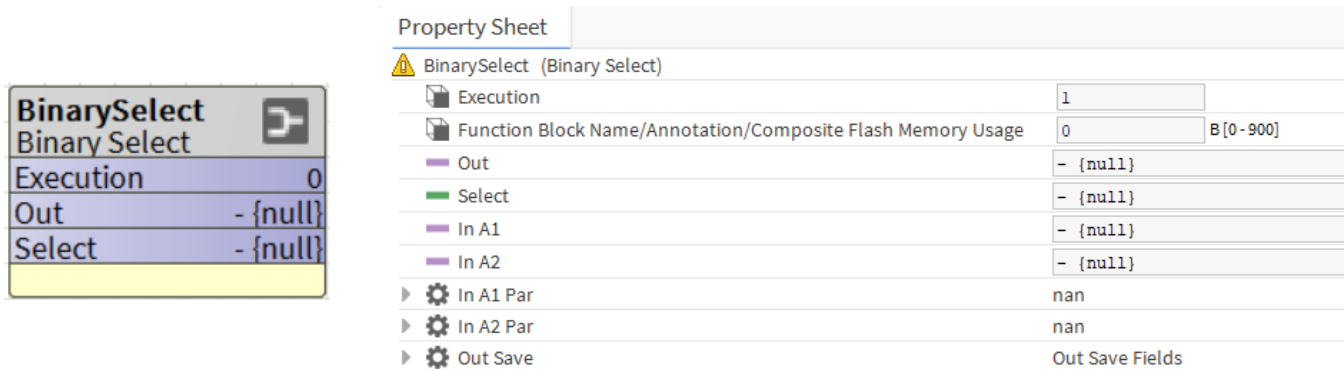 BinarySelect
Binary Select
Execution 0
Out - {null}
Select - {null}
Property Sheet
BinarySelect (Binary Select)
Execution 1
Function Block Name/Annotation/Composite Flash Memory Usage 0 B [0 - 900]
Out - {null}
Select - {null}
In A1 - {null}
In A2 - {null}
In A1 Par nan
In A2 Par nan
Out Save Out Save Fields